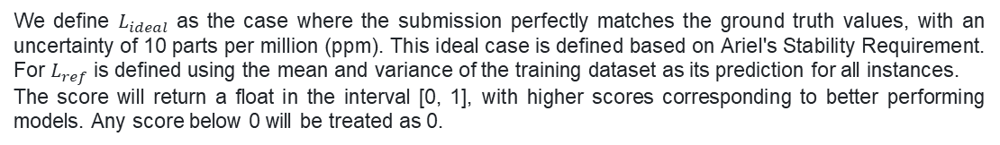 We define L_ideal as the case where the submission perfectly matches the ground truth values, with an
uncertainty of 10 parts per million (ppm). This ideal case is defined based on Ariel's Stability Requirement.
For L_ref is defined using the mean and variance of the training dataset as its prediction for all instances.
The score will return a float in the interval [0, 1], with higher scores corresponding to better performing
models. Any score below 0 will be treated as 0.